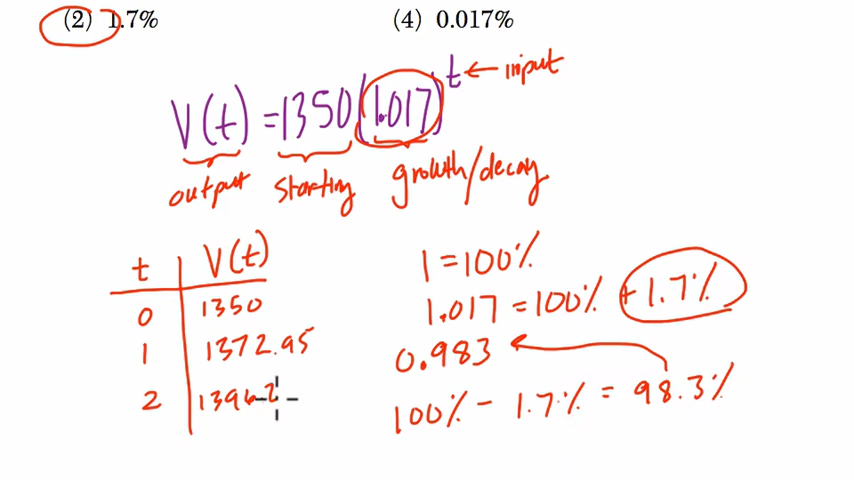 (2) 1.7% (4) 0.017%
V(t) = 1350(1.017)^t ← input
output starting growth/decay
t V(t)
0 1350
1 1372.95
2
1 = 100%
1.017 = 100% + 1.7%
0.983
100% - 1.7% = 98.3%